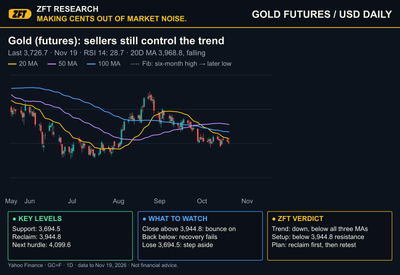 ZFT
ZFT RESEARCH
MAKING CENTS OUT OF MARKET NOISE.
GOLD FUTURES / USD DAILY
Gold (futures): sellers still control the trend
Last 3,726.7 · Nov 19 · RSI 14: 28.7 · 20D MA 3,968.8, falling
20 MA 50 MA 100 MA Fib: six-month high → later low
May Jun Jul Aug Sep Oct Nov
KEY LEVELS
Support: 3,694.5
Reclaim: 3,944.8
Next hurdle: 4,099.6
WHAT TO WATCH
Close above 3,944.8: bounce on
Back below: recovery fails
Lose 3,694.5: step aside
ZFT VERDICT
Trend: down, below all three MAs
Setup: below 3,944.8 resistance
Plan: reclaim first, then retest
Yahoo Finance · GC=F · 1D · data to Nov 19, 2026 · Not financial advice.